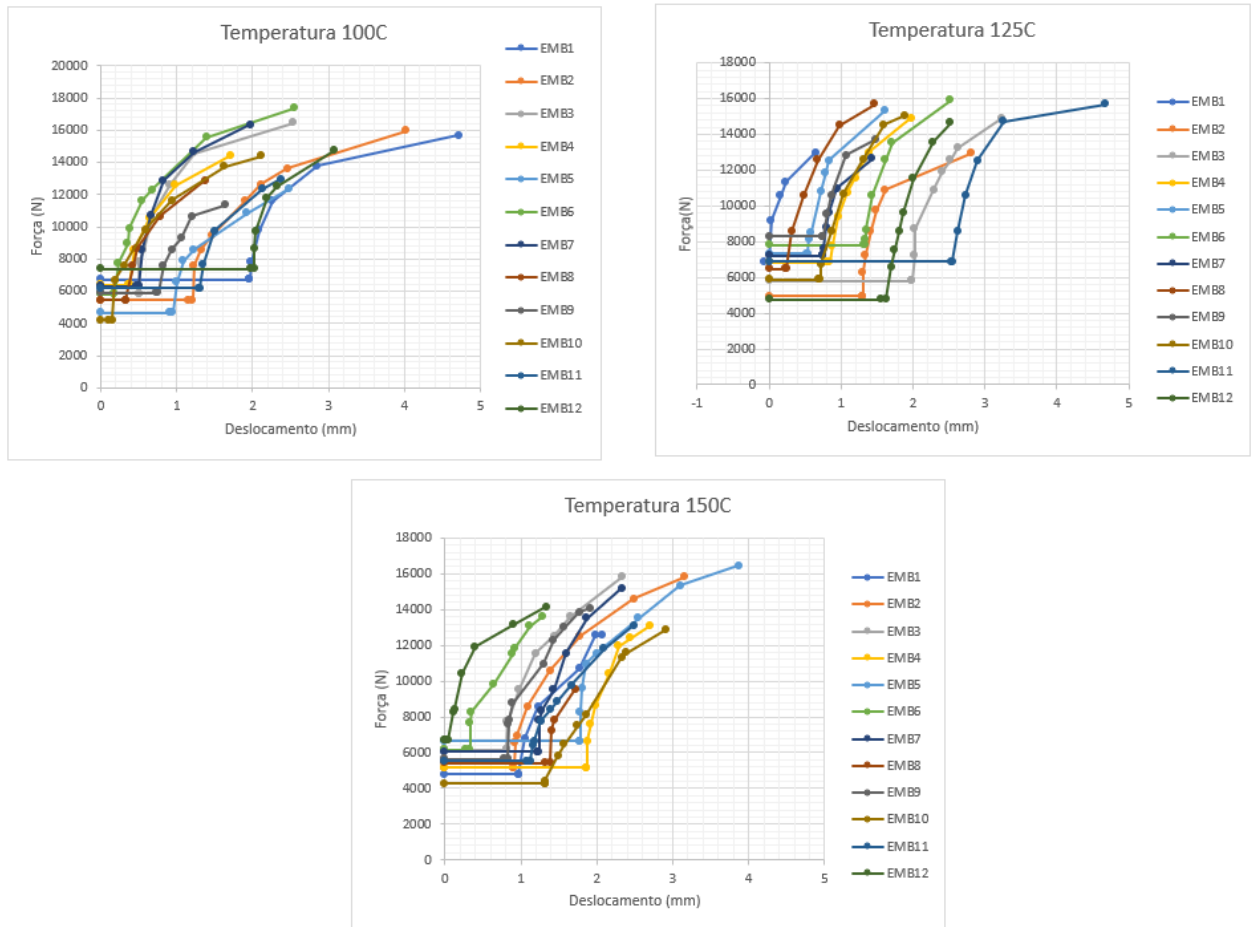 Temperatura 100C
Força (N)
20000
18000
16000
14000
12000
10000
8000
6000
4000
2000
0
0 1 2 3 4 5
Deslocamento (mm)
EMB1
EMB2
EMB3
EMB4
EMB5
EMB6
EMB7
EMB8
EMB9
EMB10
EMB11
EMB12
Temperatura 125C
Força(N)
18000
16000
14000
12000
10000
8000
6000
4000
2000
0
-1 0 1 2 3 4 5
Deslocamento (mm)
EMB1
EMB2
EMB3
EMB4
EMB5
EMB6
EMB7
EMB8
EMB9
EMB10
EMB11
EMB12
Temperatura 150C
Força (N)
18000
16000
14000
12000
10000
8000
6000
4000
2000
0
0 1 2 3 4 5
Deslocamento (mm)
EMB1
EMB2
EMB3
EMB4
EMB5
EMB6
EMB7
EMB8
EMB9
EMB10
EMB11
EMB12